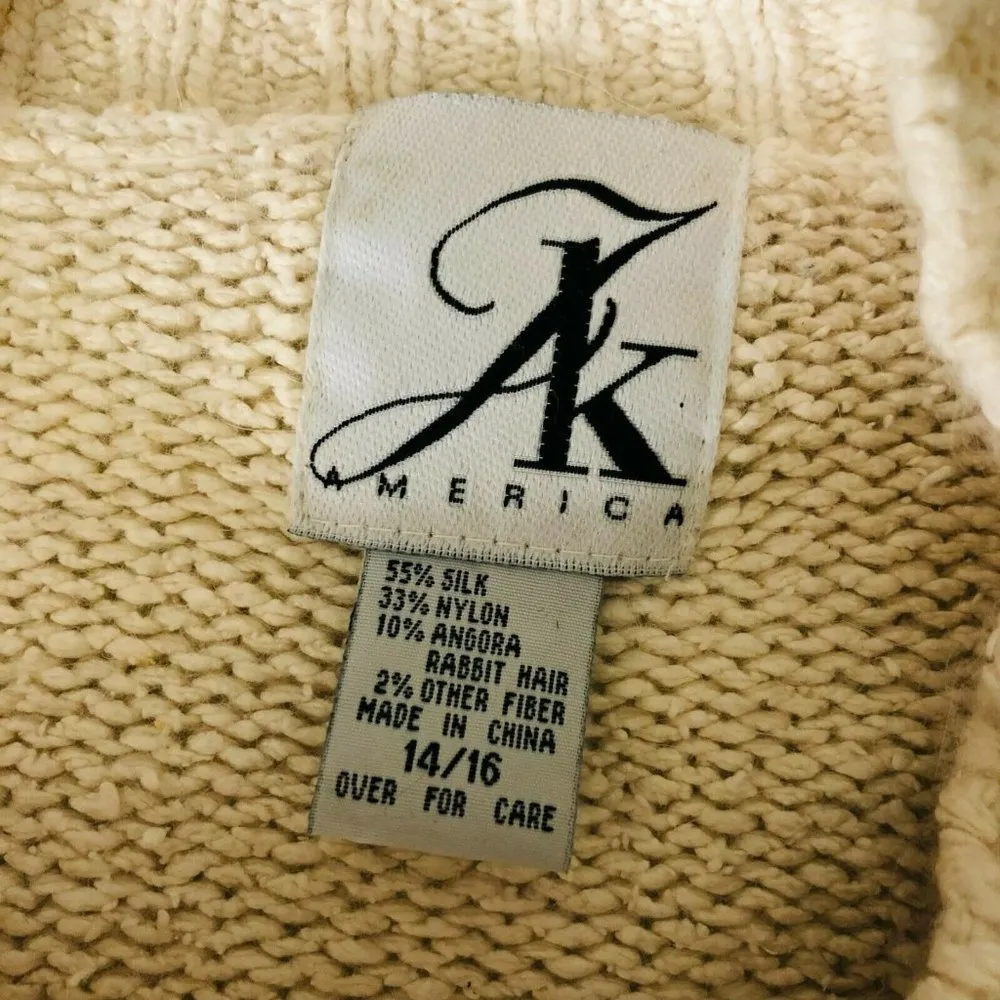 Jk
AMERICA
55% SILK
33% NYLON
10% ANGORA
RABBIT HAIR
2% OTHER FIBER
MADE IN CHINA
14/16
OVER FOR CARE